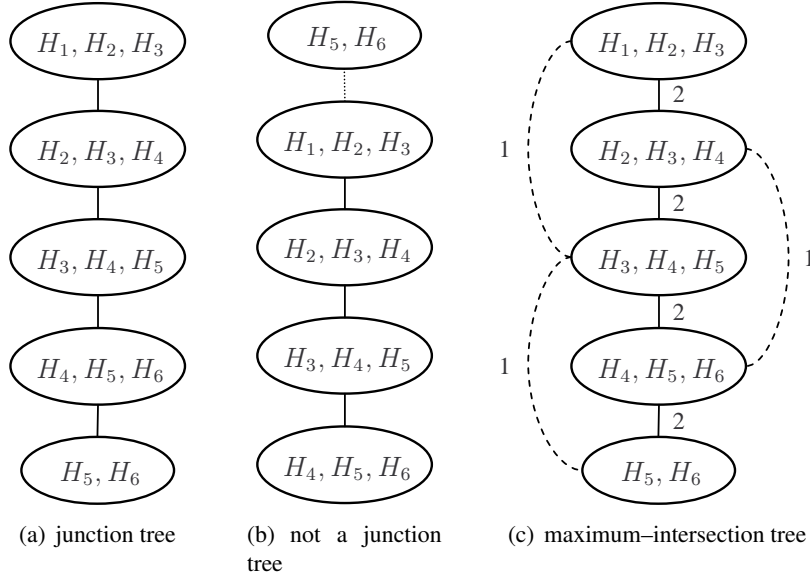 H₁, H₂, H₃
H₂, H₃, H₄
H₃, H₄, H₅
H₄, H₅, H₆
H₅, H₆
(a) junction tree
H₅, H₆
H₁, H₂, H₃
H₂, H₃, H₄
H₃, H₄, H₅
H₄, H₅, H₆
(b) not a junction
tree
H₁, H₂, H₃
2
1
H₂, H₃, H₄
2
H₃, H₄, H₅
1
2
1
H₄, H₅, H₆
2
H₅, H₆
(c) maximum–intersection tree